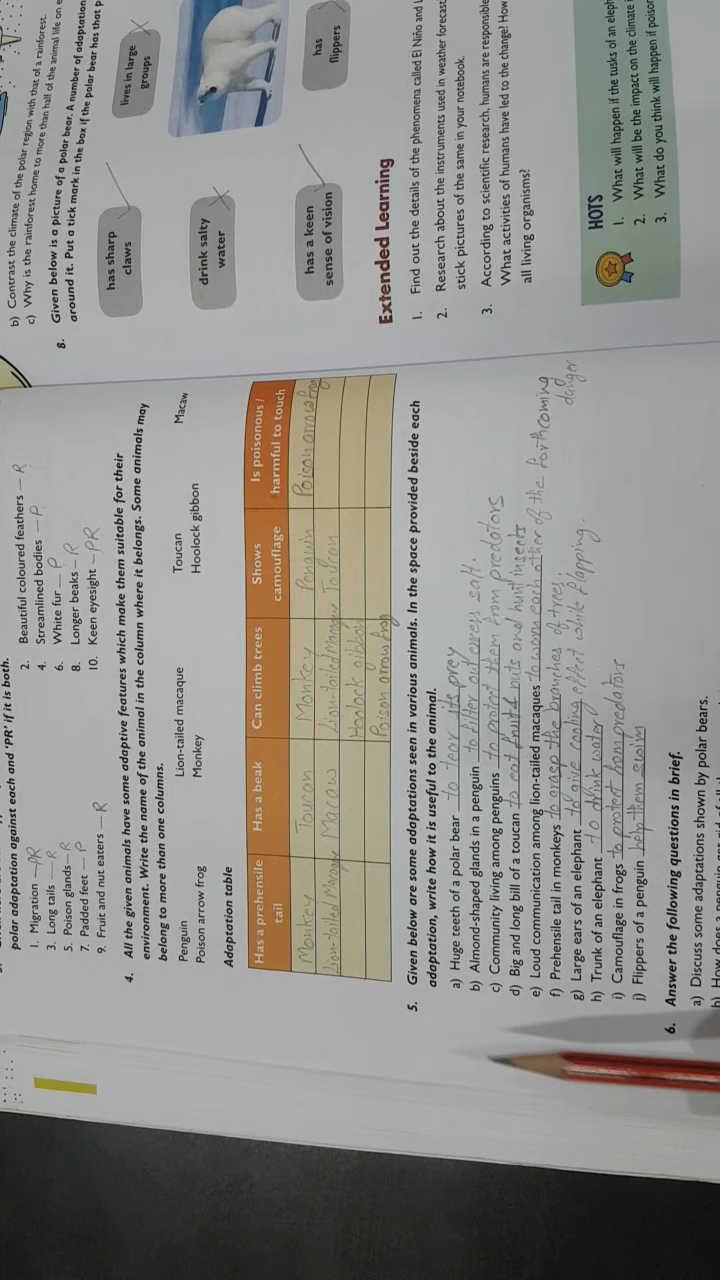 polar adaptation against each and 'PR' if it is both.
1. Migration – PR
2. Beautiful coloured feathers – R
3. Long tails – R
4. Streamlined bodies – P
5. Poison glands – R
6. White fur – P
7. Padded feet – P
8. Longer beaks – R
9. Fruit and nut eaters – R
10. Keen eyesight – PR
4. All the given animals have some adaptive features which make them suitable for their
environment. Write the name of the animal in the column where it belongs. Some animals may
belong to more than one columns.
Penguin Lion-tailed macaque Toucan Macaw
Poison arrow frog Monkey Hoolock gibbon
Adaptation table
Has a prehensile tail Has a beak Can climb trees Shows camouflage Is poisonous / harmful to touch
Monkey Toucan Monkey Penguin Poison arrow frog
Lion-tailed Macaw Lion-tailed Toucan
Hoolock gibbon
Poison arrow frog
5. Given below are some adaptations seen in various animals. In the space provided beside each
adaptation, write how it is useful to the animal.
a) Huge teeth of a polar bear to tear its prey
b) Almond-shaped glands in a penguin to filter out excess salt.
c) Community living among penguins to protect them from predators
d) Big and long bill of a toucan to eat fruits nuts and hunt insects
e) Loud communication among lion-tailed macaques to warn each other of the forthcoming
danger
f) Prehensile tail in monkeys to grasp the branches of trees.
g) Large ears of an elephant to give cooling effect while flapping.
h) Trunk of an elephant to drink water
i) Camouflage in frogs to protect from predators
j) Flippers of a penguin help them swim
6. Answer the following questions in brief.
a) Discuss some adaptations shown by polar bears.
b) How does a penguin
b) Contrast the climate of the polar region with that of a rainforest.
c) Why is the rainforest home to more than half of the animal life on
8. Given below is a picture of a polar bear. A number of adaptation
around it. Put a tick mark in the box if the polar bear has that
has sharp claws
lives in large groups
drink salty water
has a keen sense of vision
has flippers
Extended Learning
1. Find out the details of the phenomena called El Niño and
2. Research about the instruments used in weather forecast
stick pictures of the same in your notebook.
3. According to scientific research, humans are responsible
What activities of humans have led to the change? How
all living organisms?
HOTS
1. What will happen if the tusks of an eleph
2. What will be the impact on the climate
3. What do you think will happen if poison